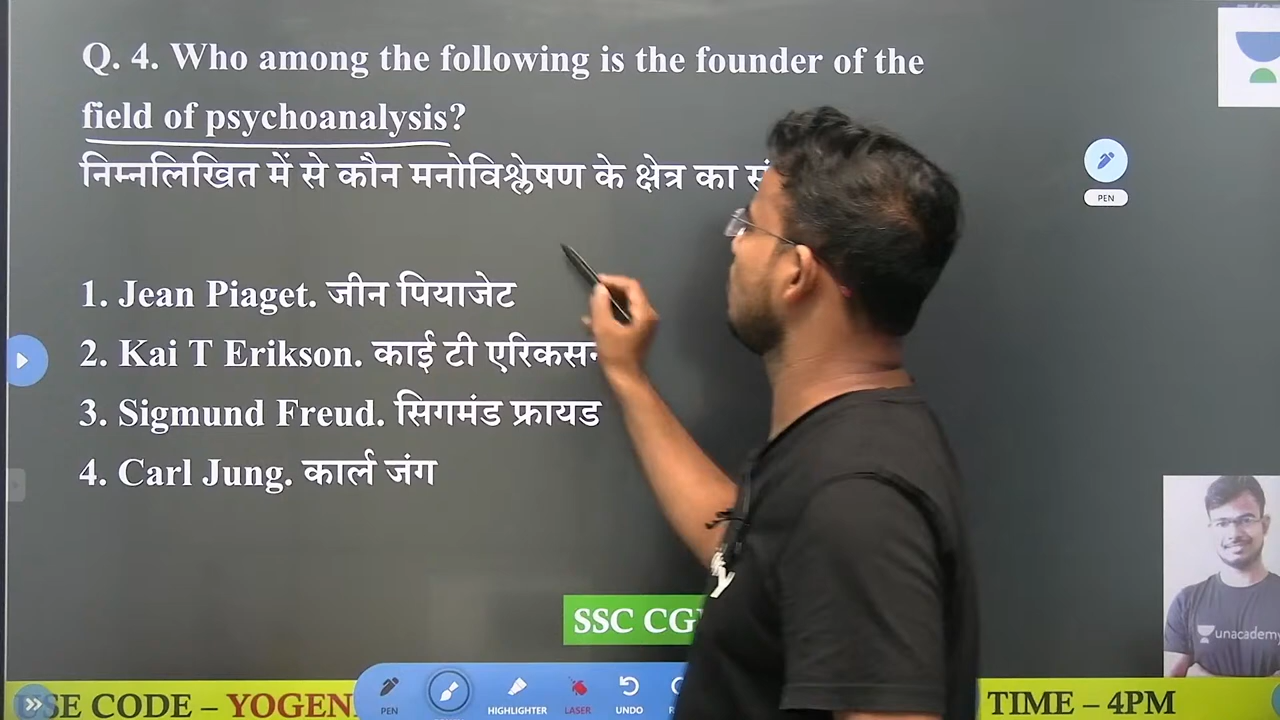 Q. 4. Who among the following is the founder of the
field of psychoanalysis?
निम्नलिखित में से कौन मनोविश्लेषण के क्षेत्र का
1. Jean Piaget. जीन पियाजेट
2. Kai T Erikson. काई टी एरिकसन
3. Sigmund Freud. सिगमंड फ्रायड
4. Carl Jung. कार्ल जंग
PEN
SSC
unacademy
CODE – YOGEN
TIME – 4PM
PEN
HIGHLIGHTER
LASER
UNDO